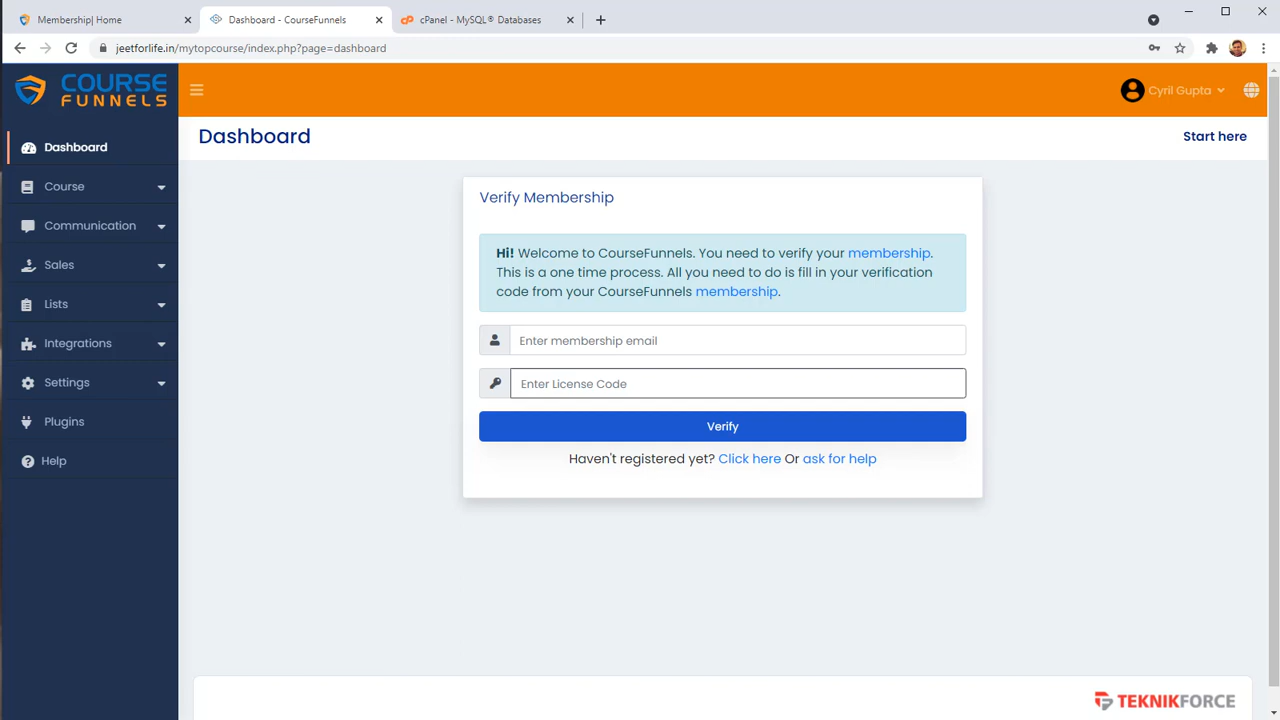 Membership| Home
Dashboard - CourseFunnels
cPanel - MySQL® Databases
jeetforlife.in/mytopcourse/index.php?page=dashboard
COURSE
FUNNELS
Cyril Gupta
Dashboard
Start here
Dashboard
Course
Communication
Sales
Lists
Integrations
Settings
Plugins
Help
Verify Membership
Hi! Welcome to CourseFunnels. You need to verify your membership.
This is a one time process. All you need to do is fill in your verification
code from your CourseFunnels membership.
Enter membership email
Enter License Code
Verify
Haven't registered yet? Click here Or ask for help
TEKNIKFORCE